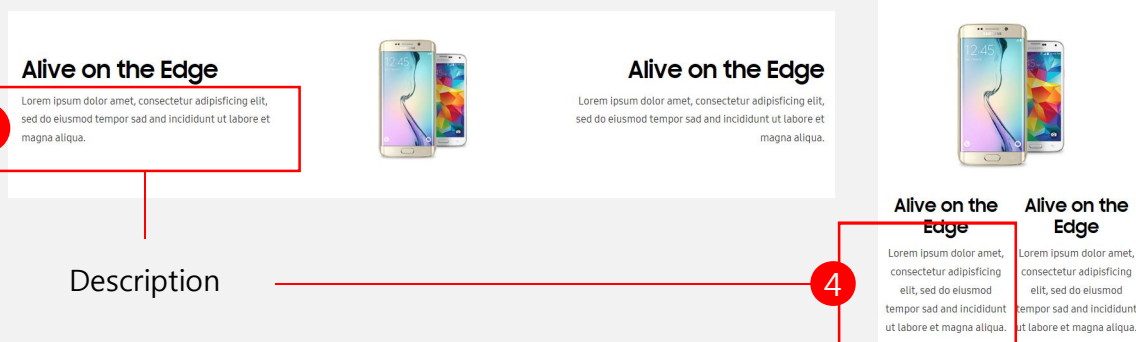 Alive on the Edge
Lorem ipsum dolor amet, consectetur adipisficing elit,
sed do eiusmod tempor sad and incididunt ut labore et
magna aliqua.
Alive on the Edge
Lorem ipsum dolor amet, consectetur adipisficing elit,
sed do eiusmod tempor sad and incididunt ut labore et
magna aliqua.
12:45
Description
4
12:45
Alive on the
Edge
Lorem ipsum dolor amet,
consectetur adipisficing
elit, sed do eiusmod
tempor sad and incididunt
ut labore et magna aliqua.
Alive on the
Edge
Lorem ipsum dolor amet,
consectetur adipisficing
elit, sed do eiusmod
tempor sad and incididunt
ut labore et magna aliqua.